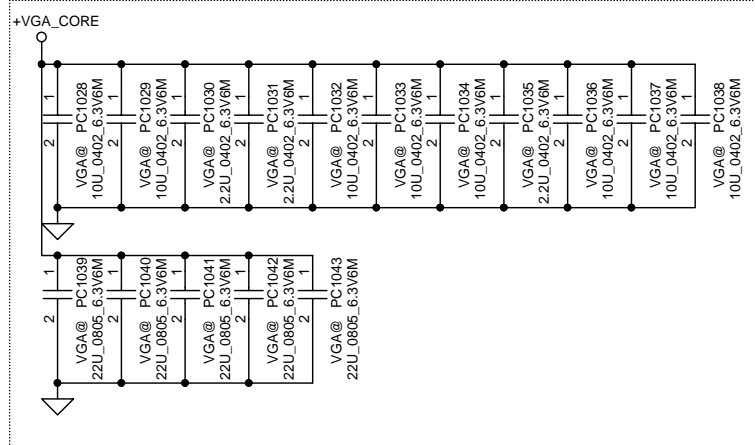 +VGA_CORE
1
2
VGA@ PC1028
10U_0402_6.3V6M
1
2
VGA@ PC1029
10U_0402_6.3V6M
1
2
VGA@ PC1030
2.2U_0402_6.3V6M
1
2
VGA@ PC1031
2.2U_0402_6.3V6M
1
2
VGA@ PC1032
10U_0402_6.3V6M
1
2
VGA@ PC1033
10U_0402_6.3V6M
1
2
VGA@ PC1034
10U_0402_6.3V6M
1
2
VGA@ PC1035
2.2U_0402_6.3V6M
1
2
VGA@ PC1036
10U_0402_6.3V6M
1
2
VGA@ PC1037
10U_0402_6.3V6M
1
2
VGA@ PC1038
10U_0402_6.3V6M
1
2
VGA@ PC1039
22U_0805_6.3V6M
1
2
VGA@ PC1040
22U_0805_6.3V6M
1
2
VGA@ PC1041
22U_0805_6.3V6M
1
2
VGA@ PC1042
22U_0805_6.3V6M
1
2
VGA@ PC1043
22U_0805_6.3V6M